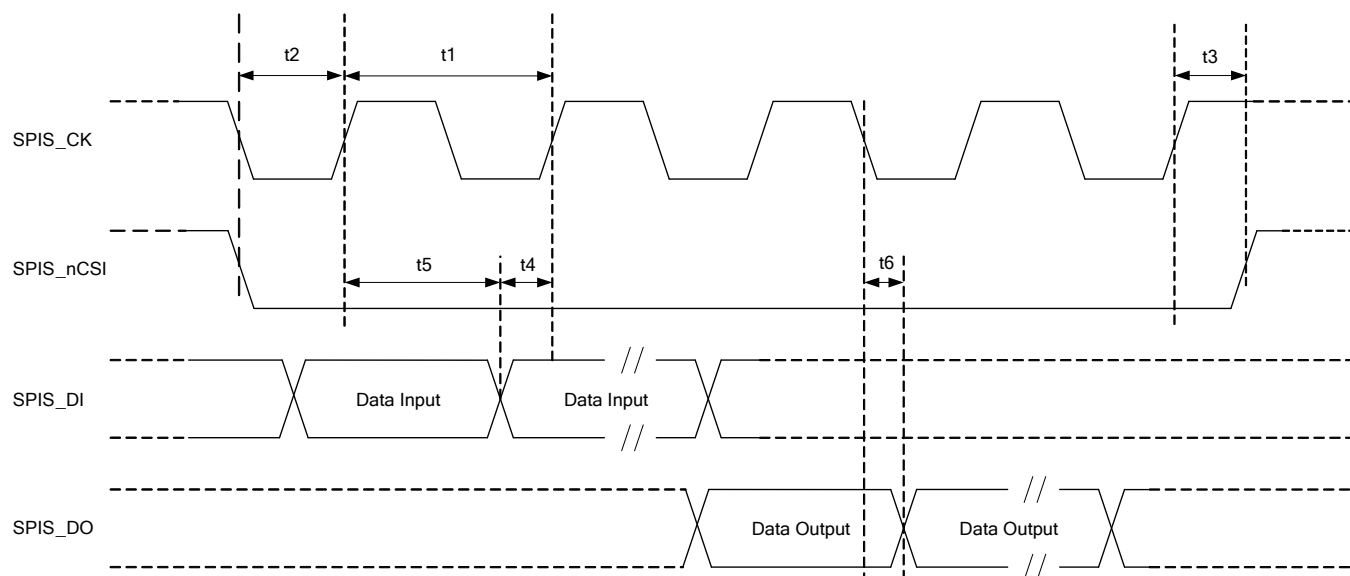 t2
t1
t3
SPIS_CK
SPIS_nCSI
t5
t4
t6
SPIS_DI
Data Input
Data Input
SPIS_DO
Data Output
Data Output